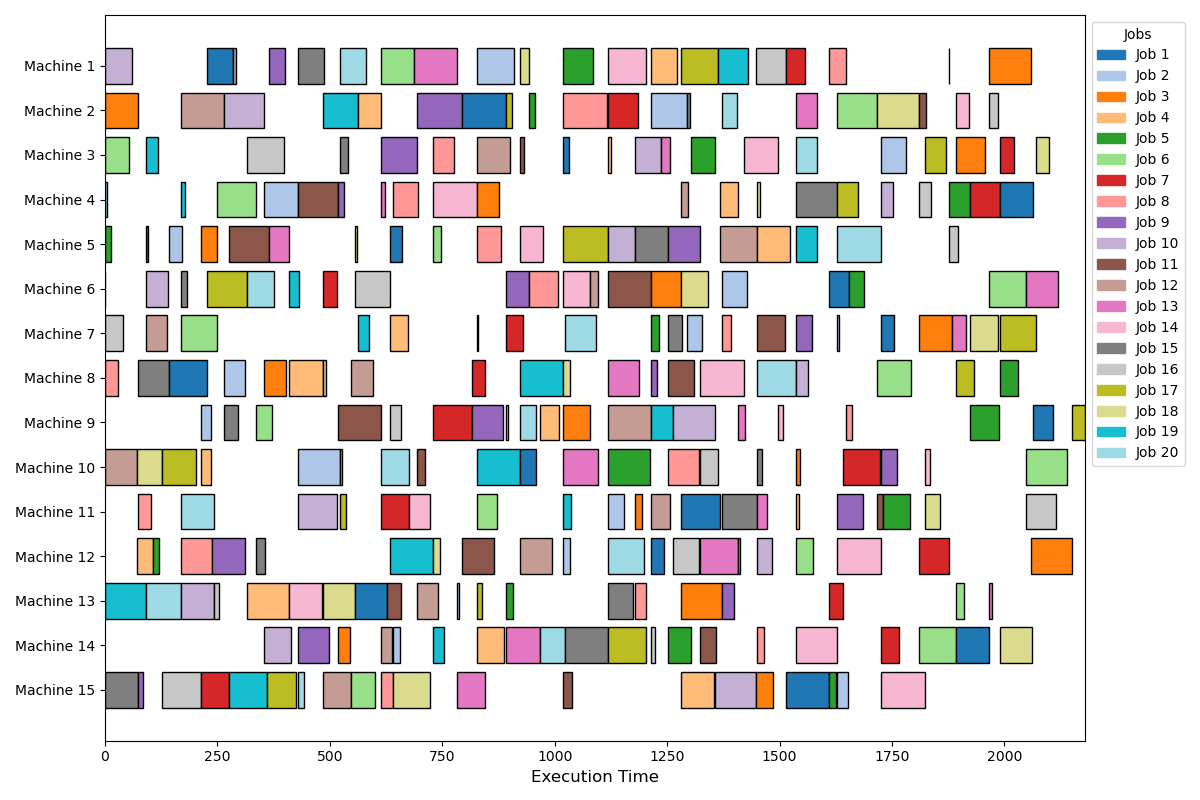 Machine 1
Machine 2
Machine 3
Machine 4
Machine 5
Machine 6
Machine 7
Machine 8
Machine 9
Machine 10
Machine 11
Machine 12
Machine 13
Machine 14
Machine 15
0 250 500 750 1000 1250 1500 1750 2000
Execution Time
Jobs
Job 1
Job 2
Job 3
Job 4
Job 5
Job 6
Job 7
Job 8
Job 9
Job 10
Job 11
Job 12
Job 13
Job 14
Job 15
Job 16
Job 17
Job 18
Job 19
Job 20